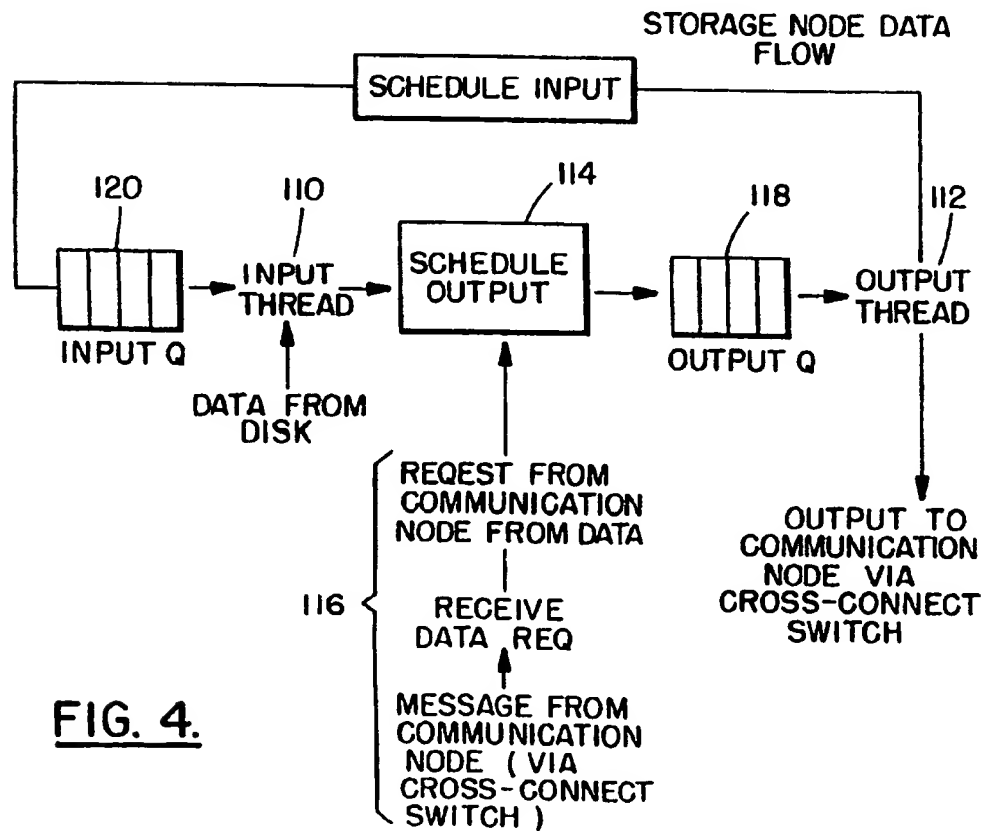 STORAGE NODE DATA
FLOW
SCHEDULE INPUT
120
110
114
118
112
INPUT
THREAD
SCHEDULE
OUTPUT
OUTPUT
THREAD
INPUT Q
OUTPUT Q
DATA FROM
DISK
REQEST FROM
COMMUNICATION
NODE FROM DATA
OUTPUT TO
COMMUNICATION
NODE VIA
CROSS-CONNECT
SWITCH
116
RECEIVE
DATA REQ
MESSAGE FROM
COMMUNICATION
NODE ( VIA
CROSS-CONNECT
SWITCH )
FIG. 4.